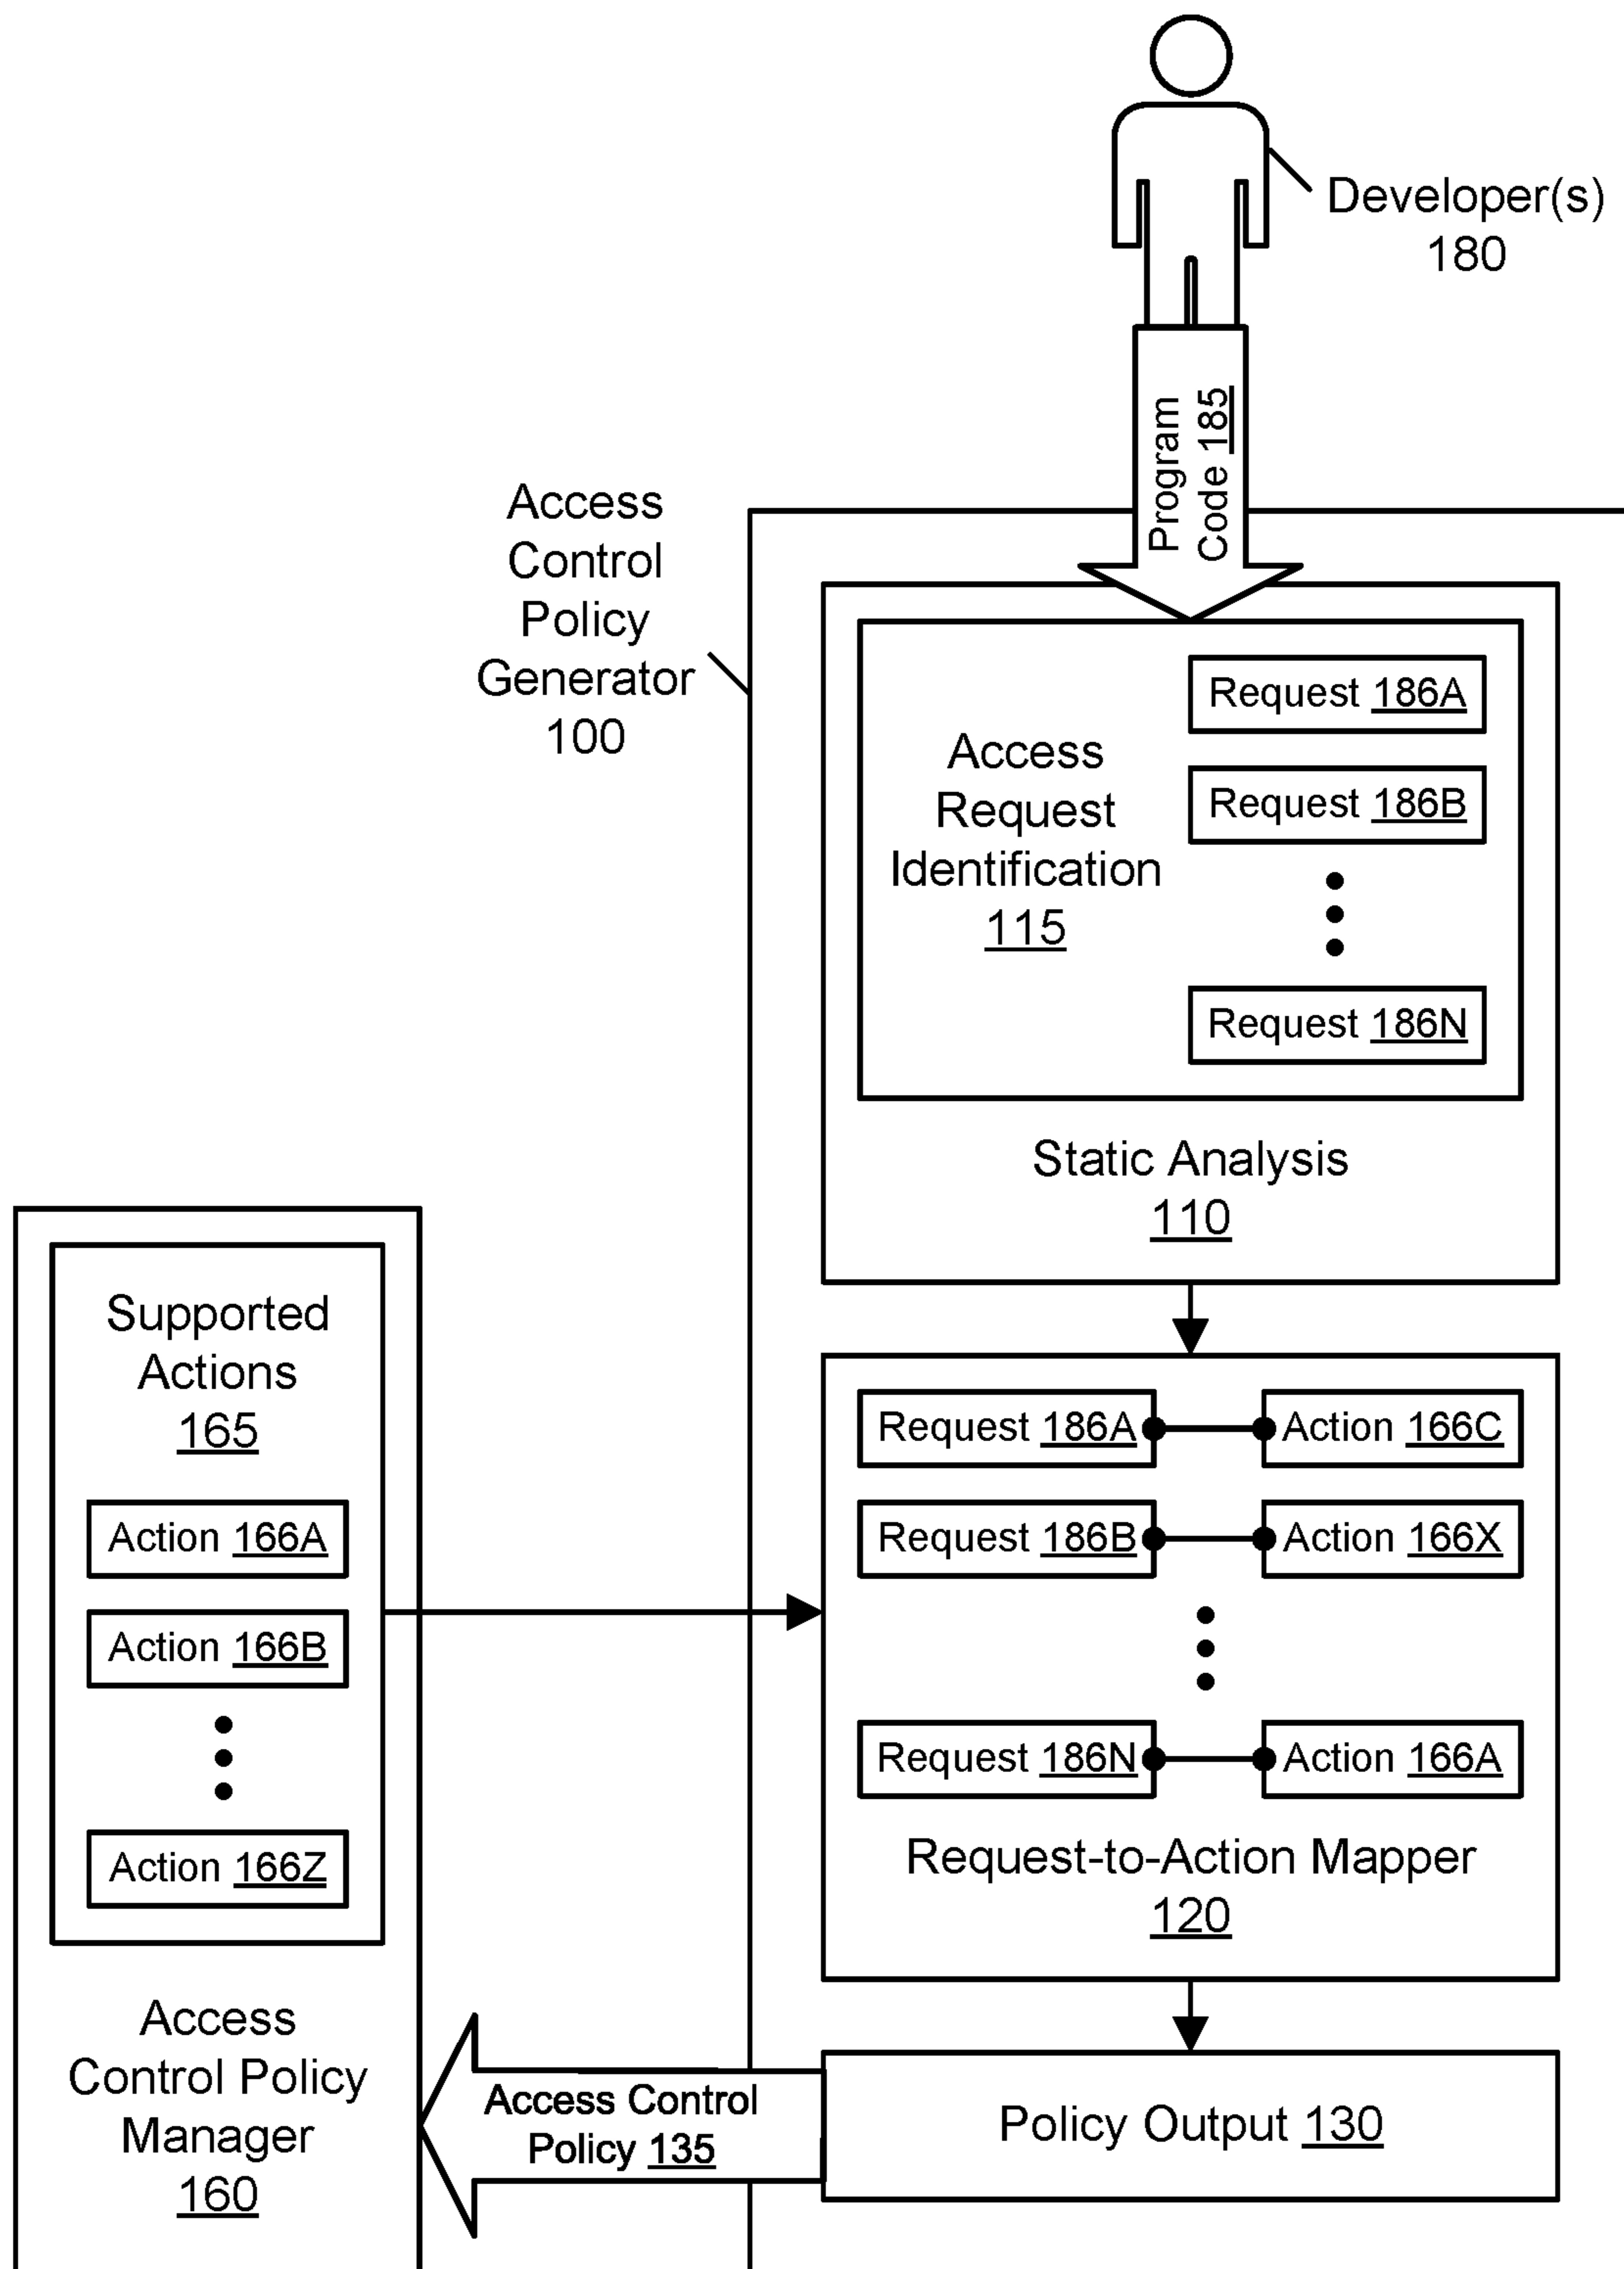 Developer(s)
180
Program
Code 185
Access
Control
Policy
Generator
100
Request 186A
Access
Request
Identification
115
Request 186B
Request 186N
Static Analysis
110
Supported
Actions
165
Action 166A
Action 166B
Action 166Z
Request 186A
Action 166C
Request 186B
Action 166X
Request 186N
Action 166A
Request-to-Action Mapper
120
Access
Control Policy
Manager
160
Access Control
Policy 135
Policy Output 130